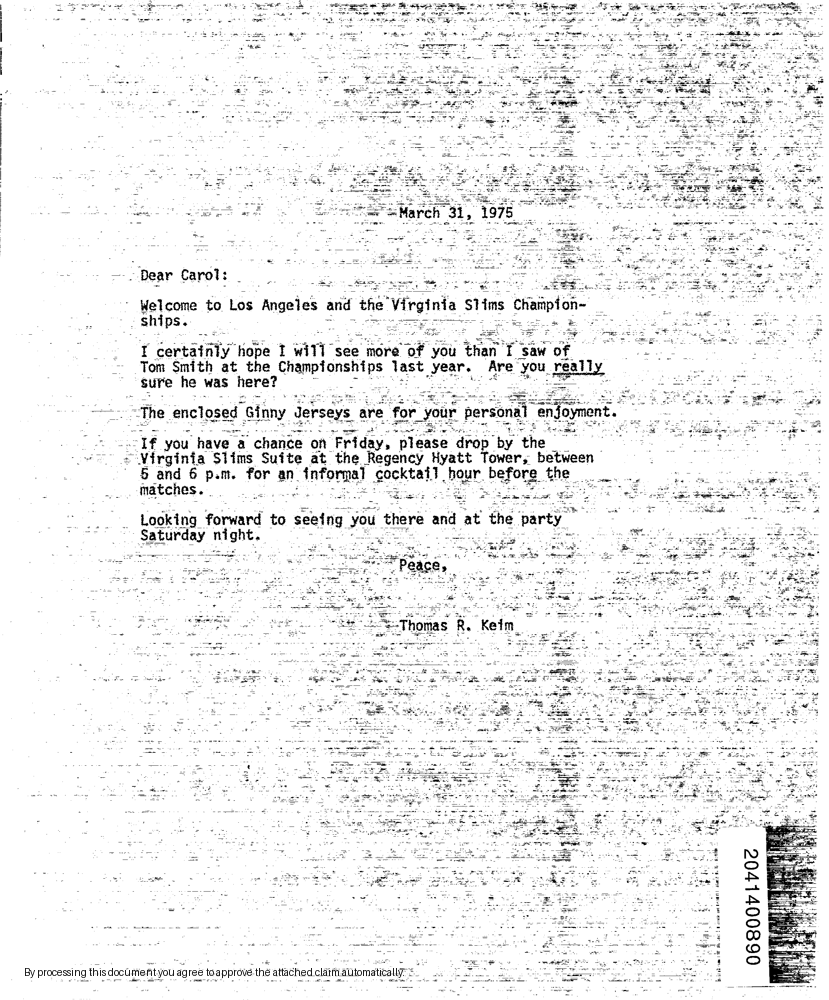 March 31, 1975
Dear Carol:
Welcome to Los Angeles and the Virginia Slims Champion-
ships.
I certainly hope I will see more of you than I saw of
Tom Smith at the Championships last year. Are you really
sure he was here?
The enclosed Ginny Jerseys are for your personal enjoyment.
If you have a chance on Friday, please drop by the
Virginia Slims Suite at the Regency Hyatt Tower, between
5 and 6 p.m. for an informal cocktail hour before the
matches.
Looking forward to seeing you there and at the party
Saturday night.
Peace,
Thomas R. Keim
2041400890
By processing this document you agree to approve the attached claim automatically.